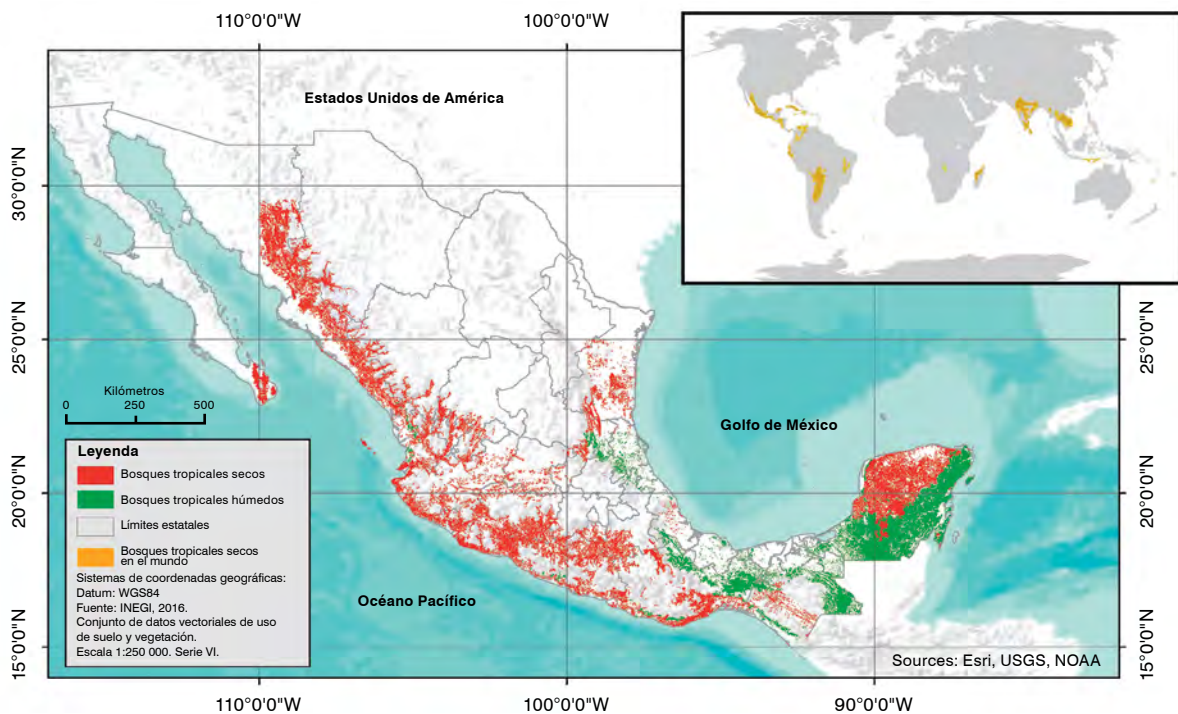 110°0'0"W
100°0'0"W
Estados Unidos de América
30°0'0"N
25°0'0"N
20°0'0"N
15°0'0"N
25°0'0"N
20°0'0"N
15°0'0"N
Kilómetros
0 250 500
Golfo de México
Océano Pacífico
Leyenda
Bosques tropicales secos
Bosques tropicales húmedos
Límites estatales
Bosques tropicales secos
en el mundo
Sistemas de coordenadas geográficas:
Datum: WGS84
Fuente: INEGI, 2016.
Conjunto de datos vectoriales de uso
de suelo y vegetación.
Escala 1:250 000. Serie VI.
Sources: Esri, USGS, NOAA
110°0'0"W
100°0'0"W
90°0'0"W